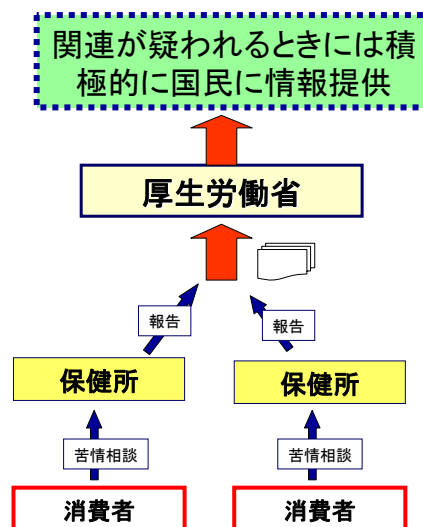 関連が疑われるときには積
極的に国民に情報提供
厚生労働省
報告
報告
保健所
保健所
苦情相談
苦情相談
消費者
消費者